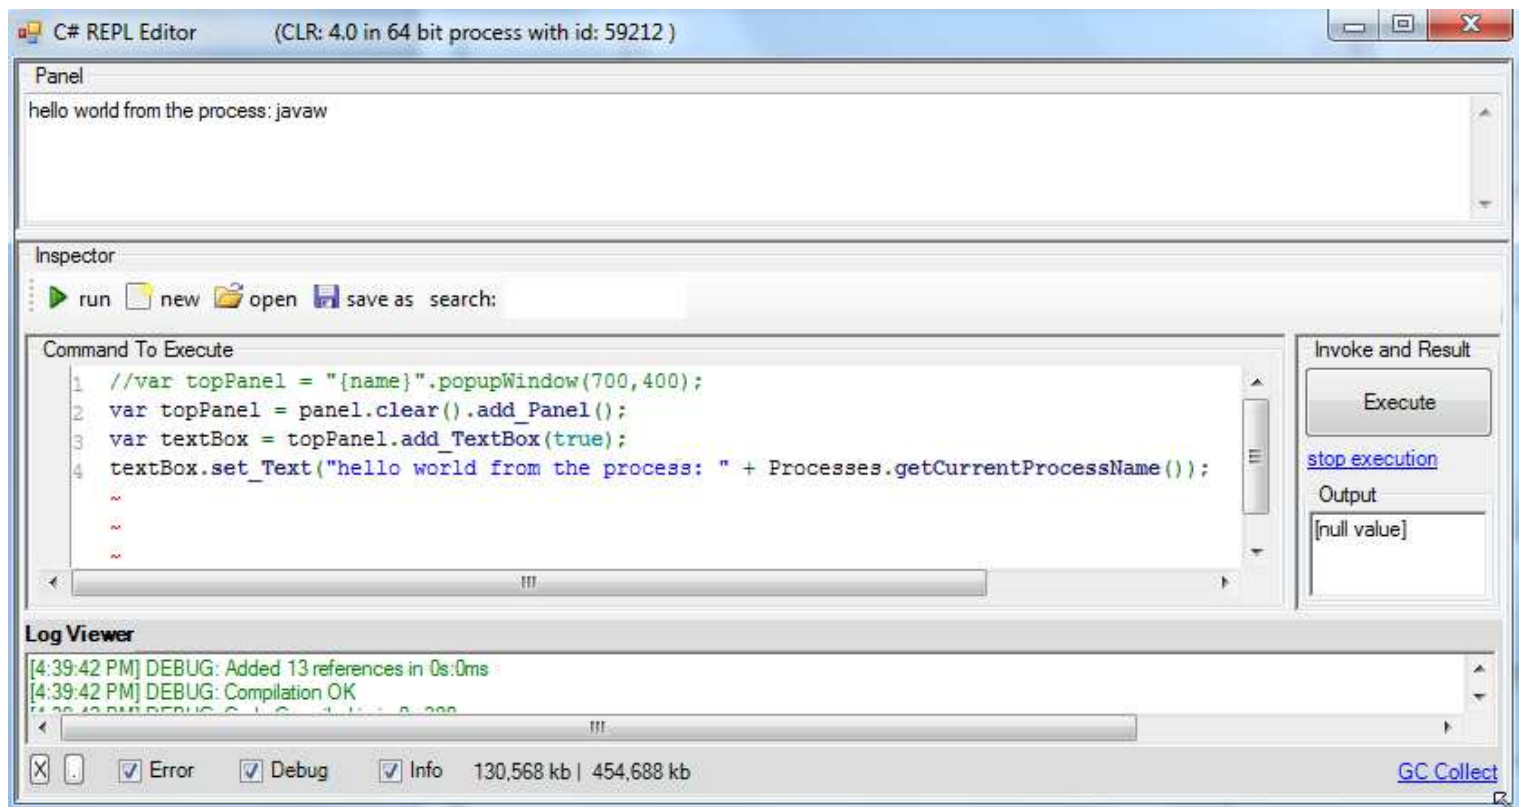 C# REPL Editor (CLR: 4.0 in 64 bit process with id: 59212 )
Panel
hello world from the process: javaw
Inspector
run new open save as search:
Command To Execute
1 //var topPanel = "{name}".popupWindow(700,400);
2 var topPanel = panel.clear().add_Panel();
3 var textBox = topPanel.add_TextBox(true);
4 textBox.set_Text("hello world from the process: " + Processes.getCurrentProcessName());
~
~
~
Invoke and Result
Execute
stop execution
Output
[null value]
Log Viewer
[4:39:42 PM] DEBUG: Added 13 references in 0s:0ms
[4:39:42 PM] DEBUG: Compilation OK
X . Error Debug Info 130,568 kb | 454,688 kb
GC Collect